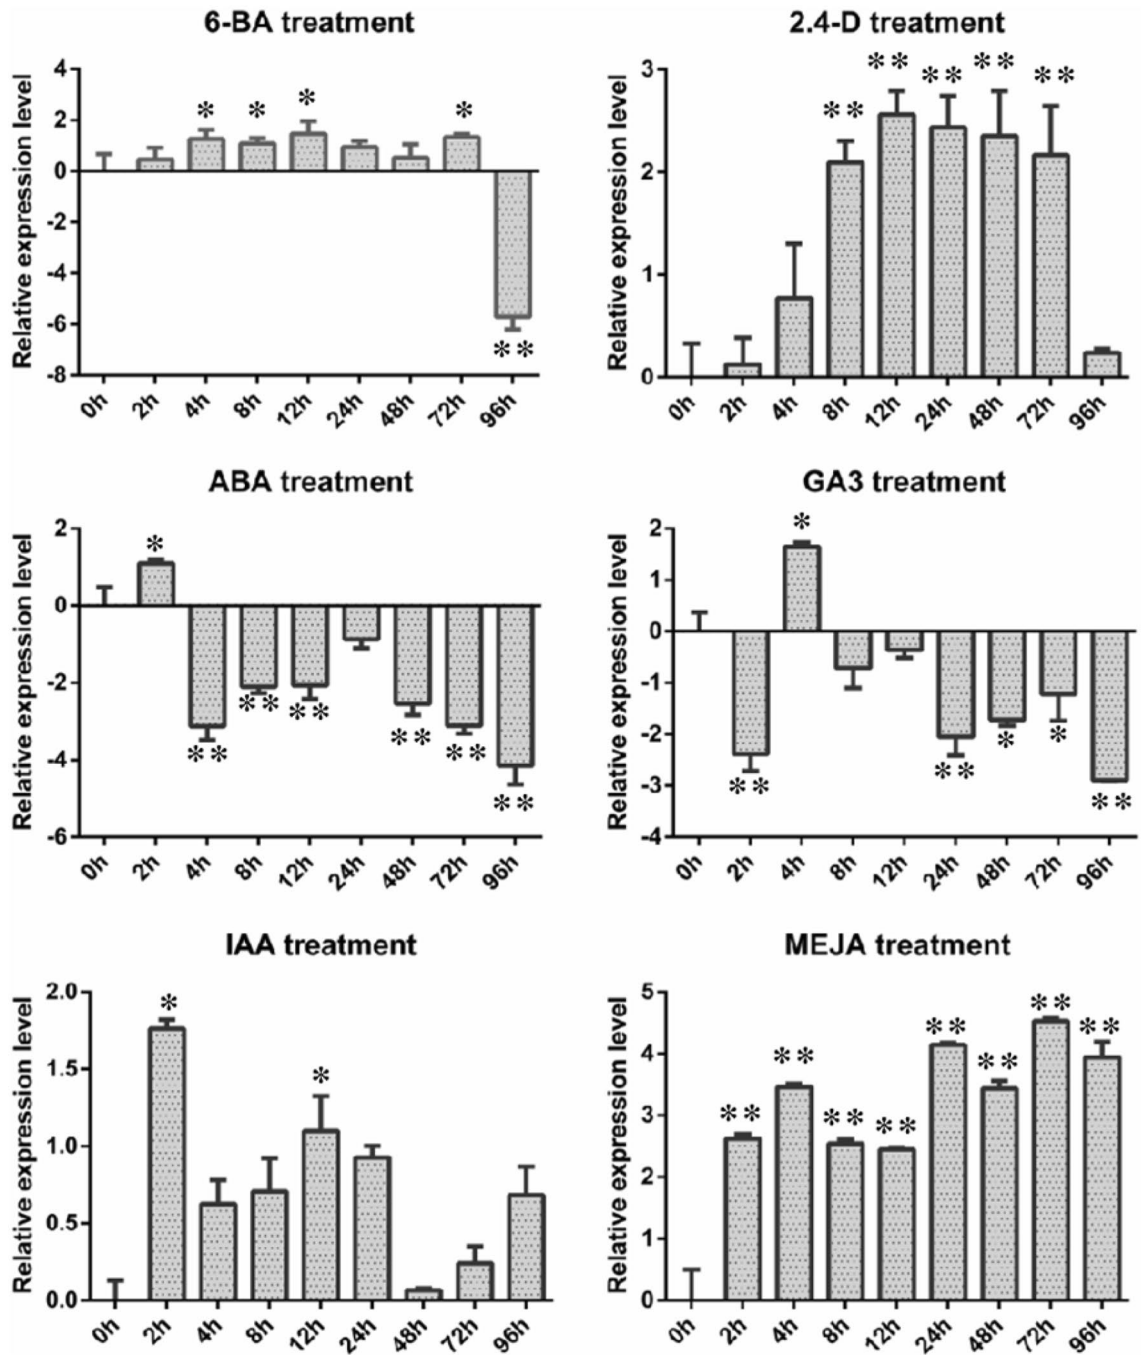 6-BA treatment
Relative expression level
4
2
0
-2
-4
-6
-8
* * * * **
0h 2h 4h 8h 12h 24h 48h 72h 96h
2.4-D treatment
Relative expression level
3
2
1
0
** ** ** ** **
0h 2h 4h 8h 12h 24h 48h 72h 96h
ABA treatment
Relative expression level
2
0
-2
-4
-6
* ** ** ** ** ** **
0h 2h 4h 8h 12h 24h 48h 72h 96h
GA3 treatment
Relative expression level
2
1
0
-1
-2
-3
-4
** * ** * * **
0h 2h 4h 8h 12h 24h 48h 72h 96h
IAA treatment
Relative expression level
2.0
1.5
1.0
0.5
0.0
* *
0h 2h 4h 8h 12h 24h 48h 72h 96h
MEJA treatment
Relative expression level
5
4
3
2
1
0
** ** ** ** ** ** ** **
0h 2h 4h 8h 12h 24h 48h 72h 96h